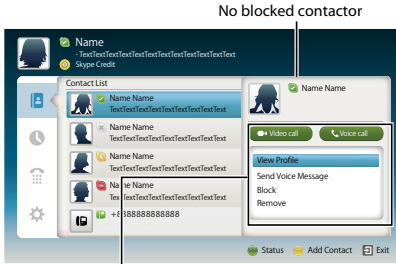 No blocked contactor
Name
- TextTextTextTextTextTextTextTextText
Skype Credit
Contact List
Name Name
TextTextTextTextTextTextTextText
Name Name
TextTextTextTextTextTextTextText
Name Name
TextTextTextTextTextTextTextText
Name Name
TextTextTextTextTextTextTextText
+8388888888888
Name Name
Video call
Voice call
View Profile
Send Voice Message
Block
Remove
Status
Add Contact
Exit